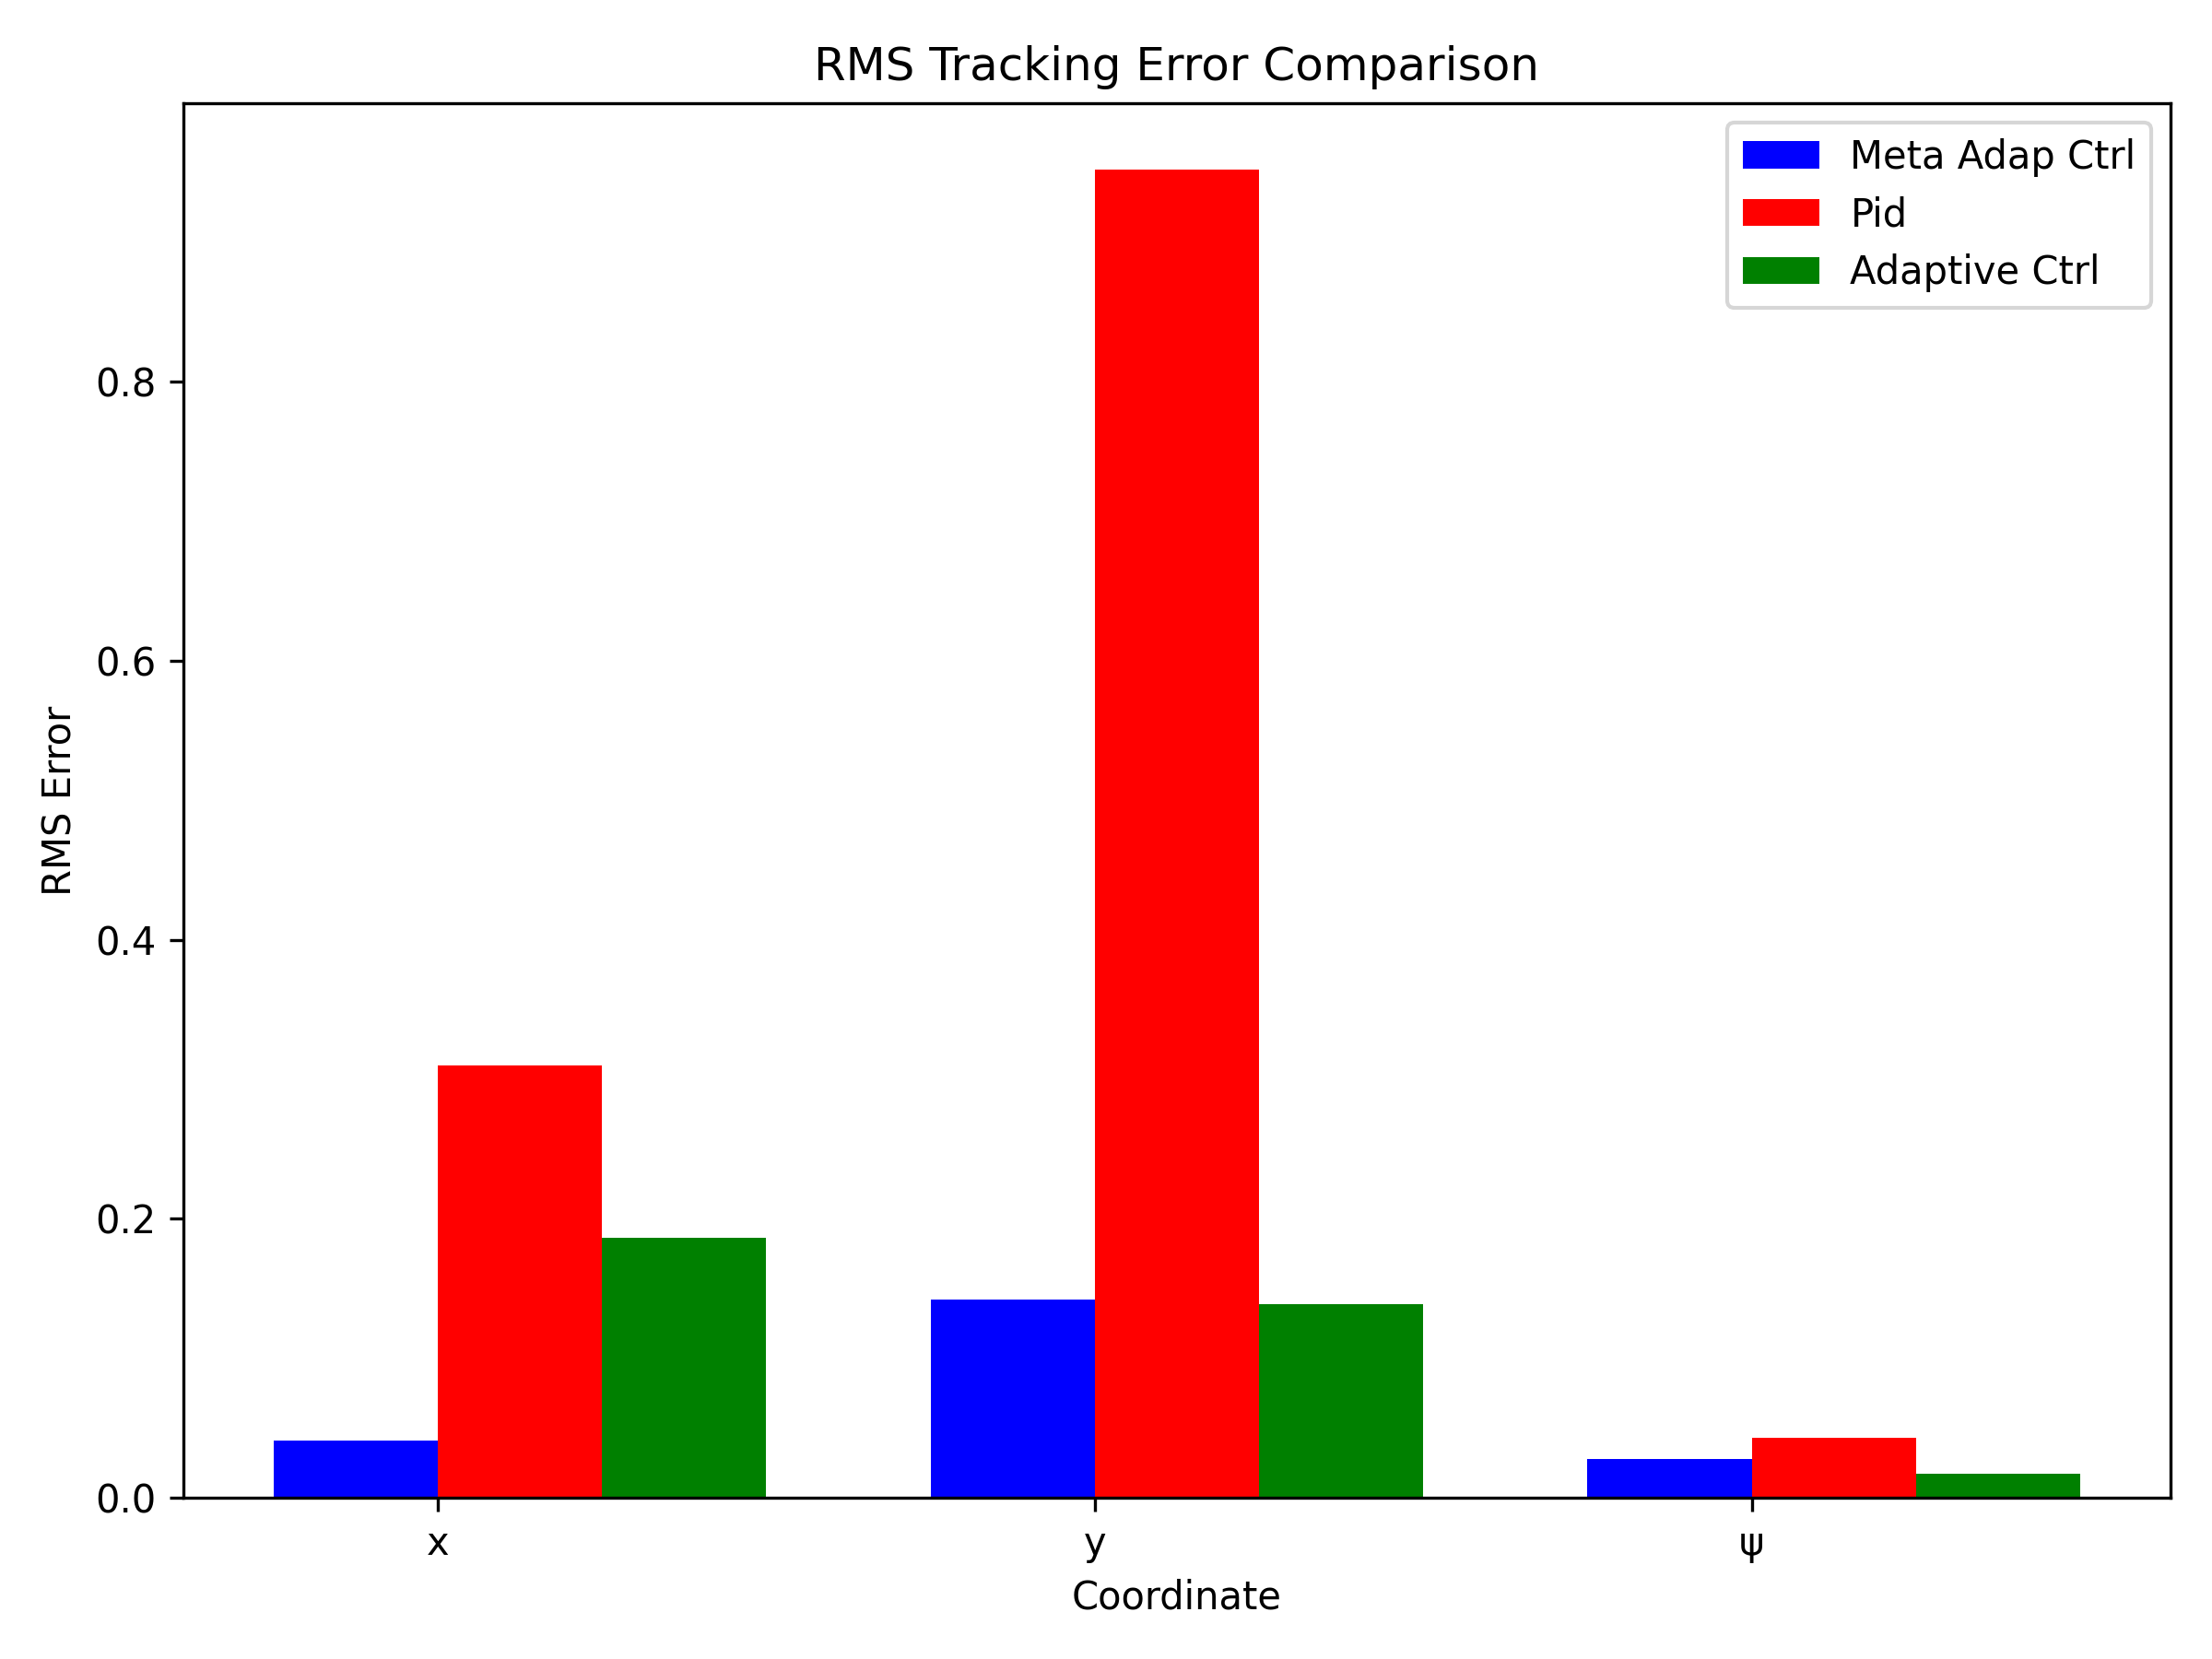 RMS Tracking Error Comparison
Meta Adap Ctrl
Pid
Adaptive Ctrl
0.8
0.6
0.4
0.2
0.0
RMS Error
x
y
ψ
Coordinate